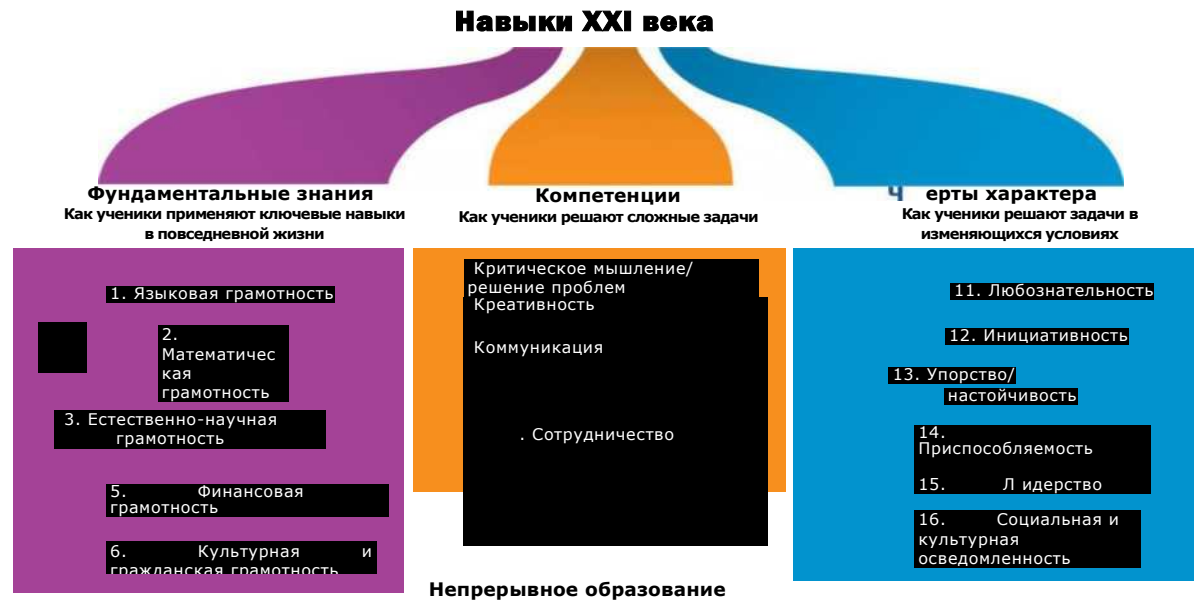 Навыки XXI века
Фундаментальные знания
Как ученики применяют ключевые навыки
в повседневной жизни
1. Языковая грамотность
2.
Математичес
кая
грамотность
3. Естественно-научная
грамотность
5. Финансовая
грамотность
6. Культурная и
гражданская грамотность
Компетенции
Как ученики решают сложные задачи
Критическое мышление/
решение проблем
Креативность
Коммуникация
. Сотрудничество
Ч ерты характера
Как ученики решают задачи в
изменяющихся условиях
11. Любознательность
12. Инициативность
13. Упорство/
настойчивость
14.
Приспособляемость
15. Л идерство
16. Социальная и
культурная
осведомленность
Непрерывное образование